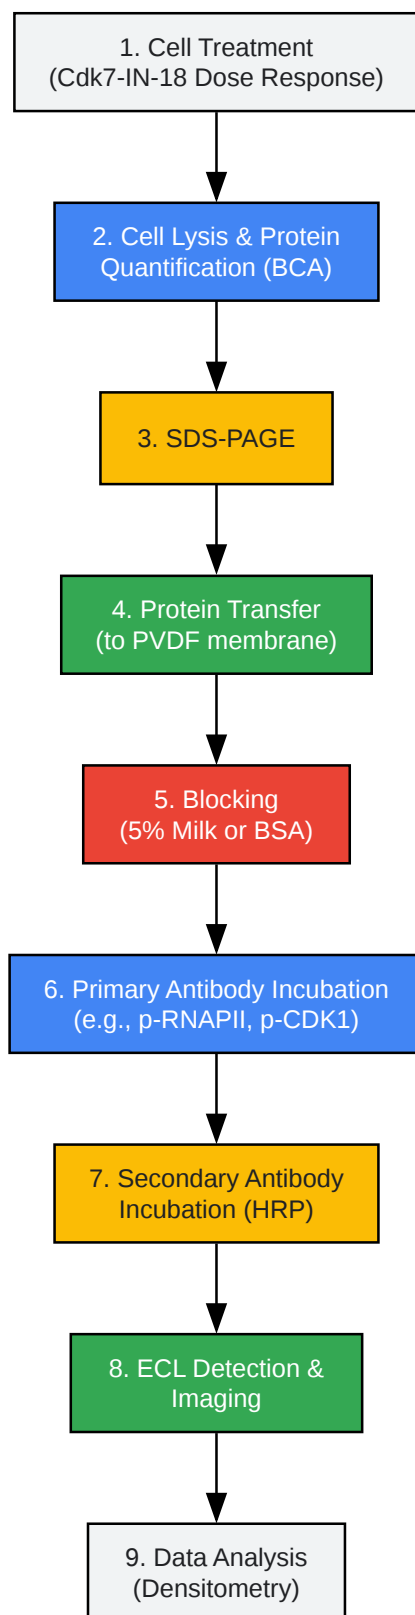 1. Cell Treatment
(Cdk7-IN-18 Dose Response)
2. Cell Lysis & Protein
Quantification (BCA)
3. SDS-PAGE
4. Protein Transfer
(to PVDF membrane)
5. Blocking
(5% Milk or BSA)
6. Primary Antibody Incubation
(e.g., p-RNAPII, p-CDK1)
7. Secondary Antibody
Incubation (HRP)
8. ECL Detection &
Imaging
9. Data Analysis
(Densitometry)